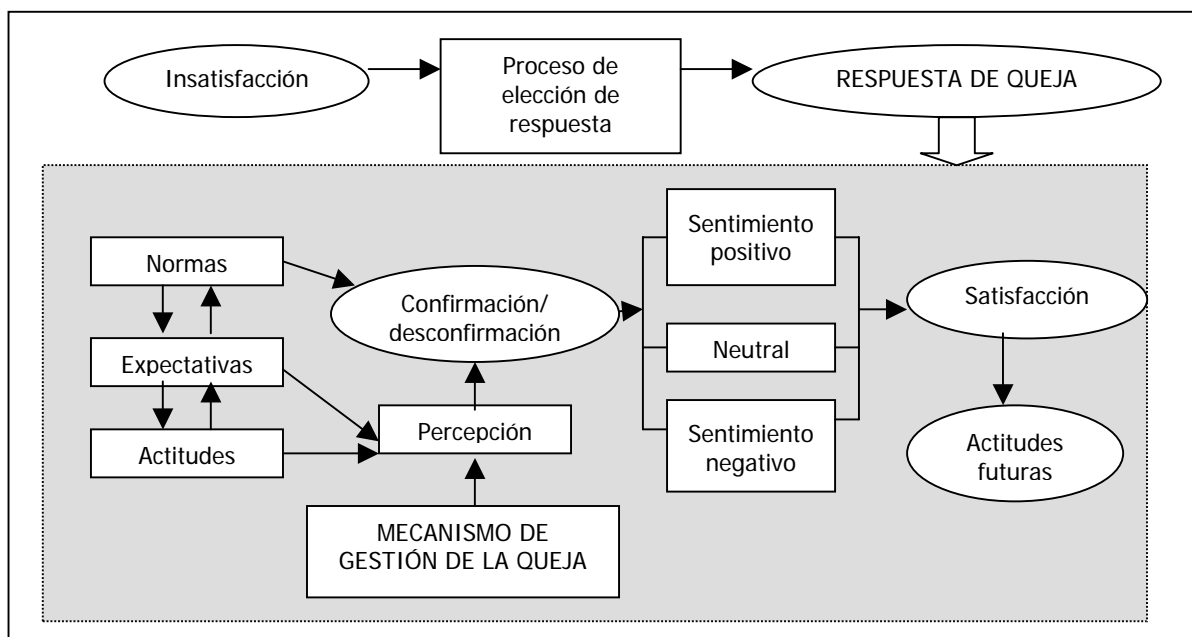 Insatisfacción
Proceso de
elección de
respuesta
RESPUESTA DE QUEJA
Normas
Expectativas
Actitudes
Confirmación/
desconfirmación
Percepción
MECANISMO DE
GESTIÓN DE LA QUEJA
Sentimiento
positivo
Neutral
Sentimiento
negativo
Satisfacción
Actitudes
futuras